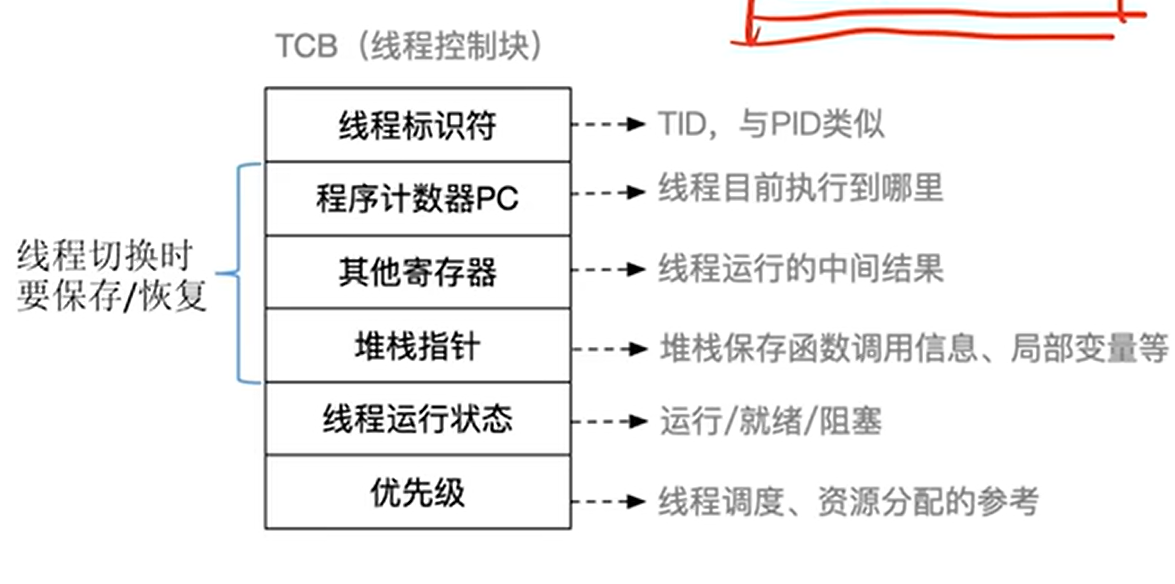 TCB（线程控制块）
线程标识符
TID，与PID类似
程序计数器PC
线程目前执行到哪里
线程切换时
要保存/恢复
其他寄存器
线程运行的中间结果
堆栈指针
堆栈保存函数调用信息、局部变量等
线程运行状态
运行/就绪/阻塞
优先级
线程调度、资源分配的参考